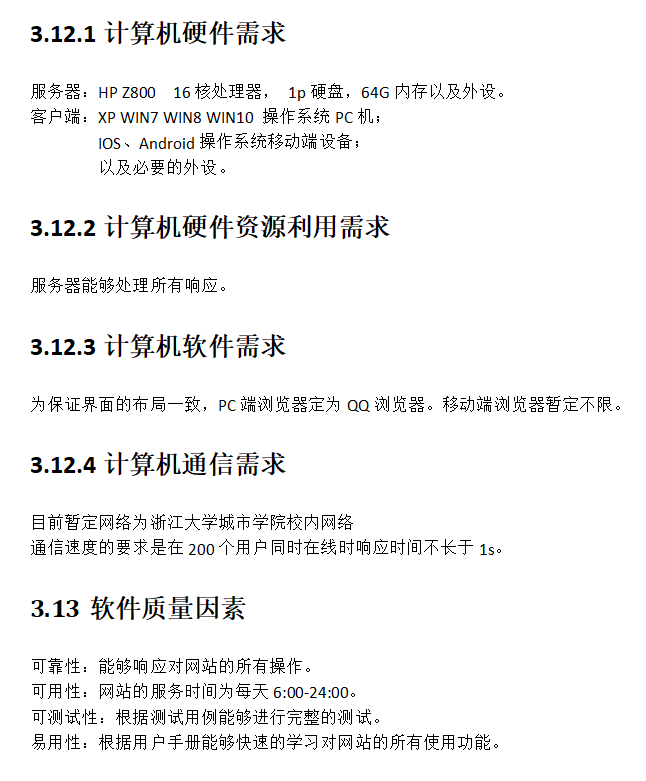 3.12.1 计算机硬件需求
服务器：HP Z800 16 核处理器， 1p 硬盘，64G 内存以及外设。
客户端：XP WIN7 WIN8 WIN10 操作系统 PC 机；
IOS、Android 操作系统移动端设备；
以及必要的外设。
3.12.2 计算机硬件资源利用需求
服务器能够处理所有响应。
3.12.3 计算机软件需求
为保证界面的布局一致，PC 端浏览器定为 QQ 浏览器。移动端浏览器暂定不限。
3.12.4 计算机通信需求
目前暂定网络为浙江大学城市学院校内网络
通信速度的要求是在 200 个用户同时在线时响应时间不长于 1s。
3.13 软件质量因素
可靠性：能够响应对网站的所有操作。
可用性：网站的服务时间为每天 6:00-24:00。
可测试性：根据测试用例能够进行完整的测试。
易用性：根据用户手册能够快速的学习对网站的所有使用功能。